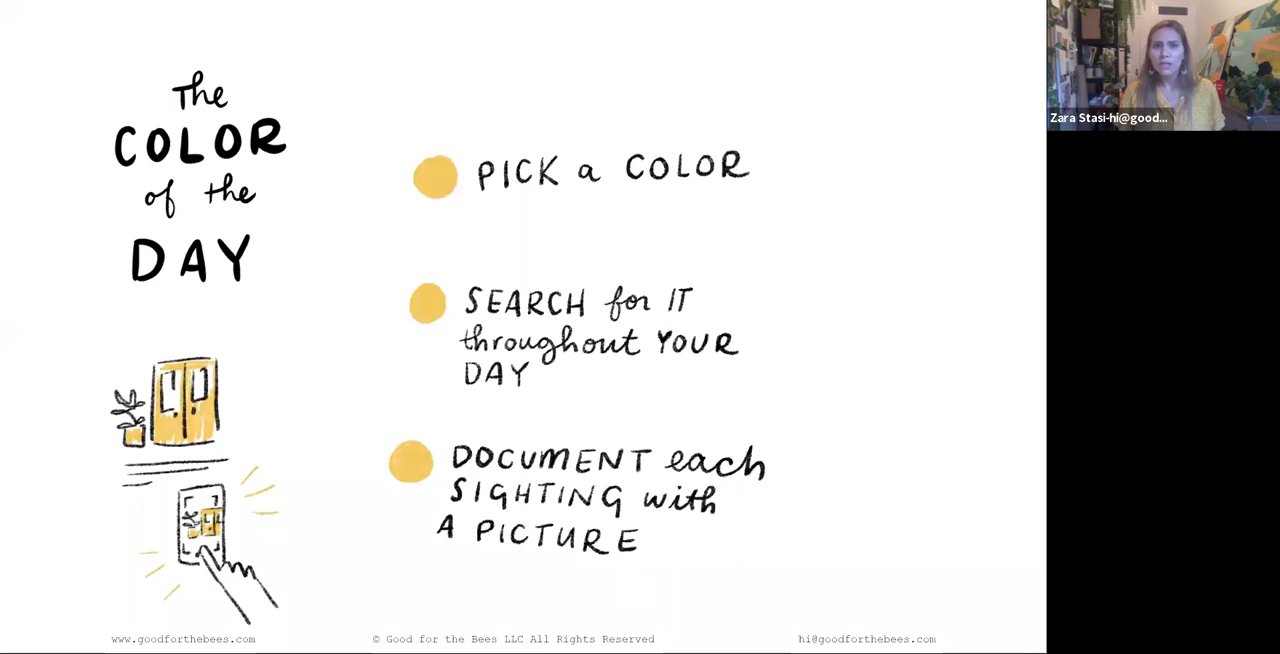 The
COLOR
of the
DAY
PICK a COLOR
SEARCH for IT
throughout YOUR
DAY
DOCUMENT each
SIGHTING with
A PICTURE
www.goodforthebees.com
© Good for the Bees LLC All Rights Reserved
hi@goodforthebees.com
Zara Stasi-hi@good...